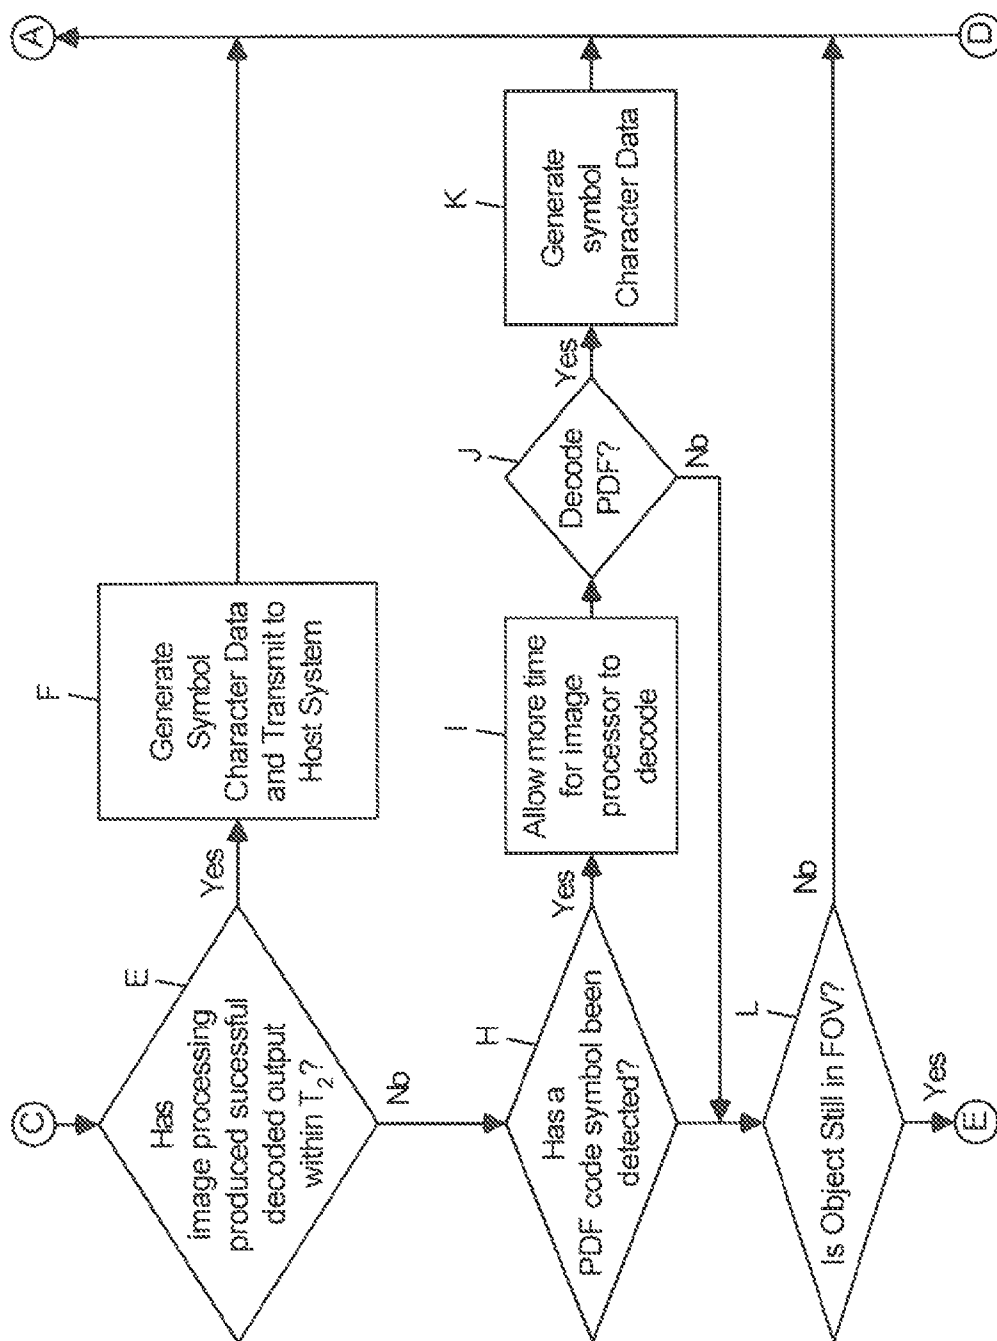 C
E
Has
image processing
produced sucessful
decoded output
within T2?
Yes
F
Generate
Symbol
Character Data
and Transmit to
Host System
A
No
H
Has a
PDF code symbol been
detected?
Yes
I
Allow more time
for image
processor to
decode
J
Decode
PDF?
Yes
No
K
Generate
symbol
Character Data
L
Is Object Still in FOV?
No
Yes
E
D